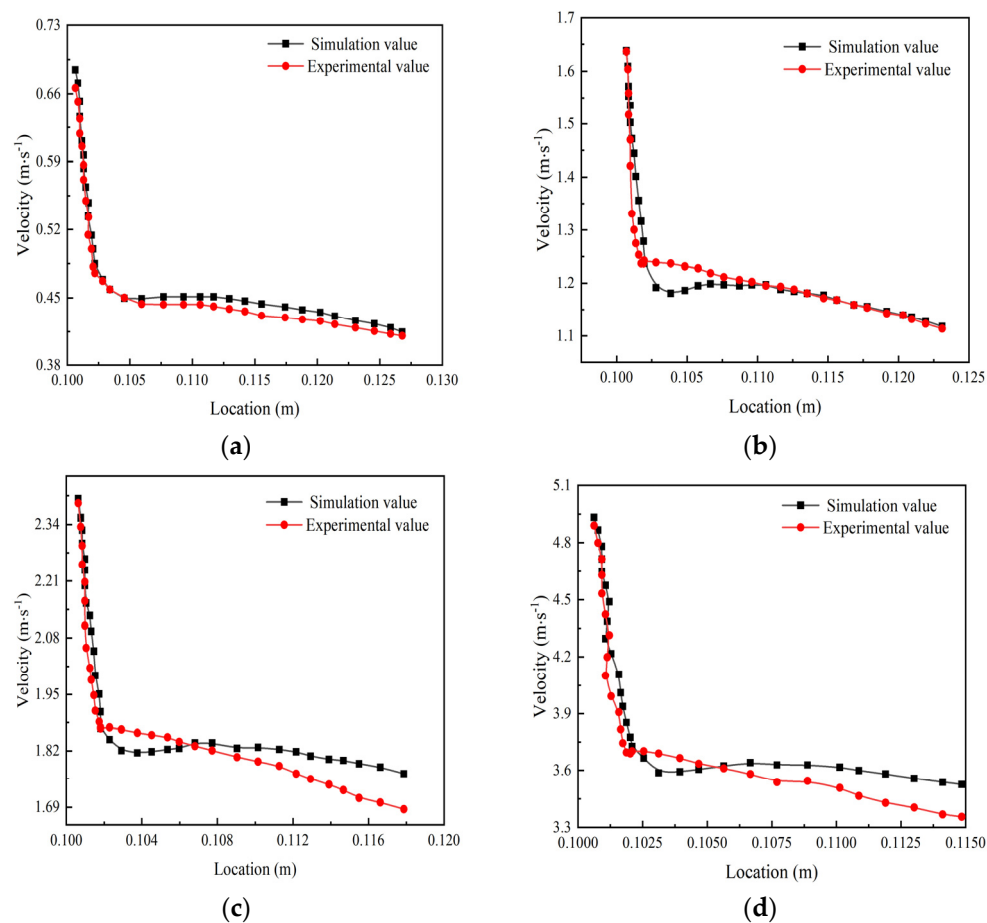 0.73
0.66
0.59
0.52
0.45
0.38
Velocity (m·s⁻¹)
Simulation value
Experimental value
0.100 0.105 0.110 0.115 0.120 0.125 0.130
Location (m)
(a)
1.7
1.6
1.5
1.4
1.3
1.2
1.1
Velocity (m·s⁻¹)
Simulation value
Experimental value
0.100 0.105 0.110 0.115 0.120 0.125
Location (m)
(b)
2.34
2.21
2.08
1.95
1.82
1.69
Velocity (m·s⁻¹)
Simulation value
Experimental value
0.100 0.104 0.108 0.112 0.116 0.120
Location (m)
(c)
5.1
4.8
4.5
4.2
3.9
3.6
3.3
Velocity (m·s⁻¹)
Simulation value
Experimental value
0.1000 0.1025 0.1050 0.1075 0.1100 0.1125 0.1150
Location (m)
(d)